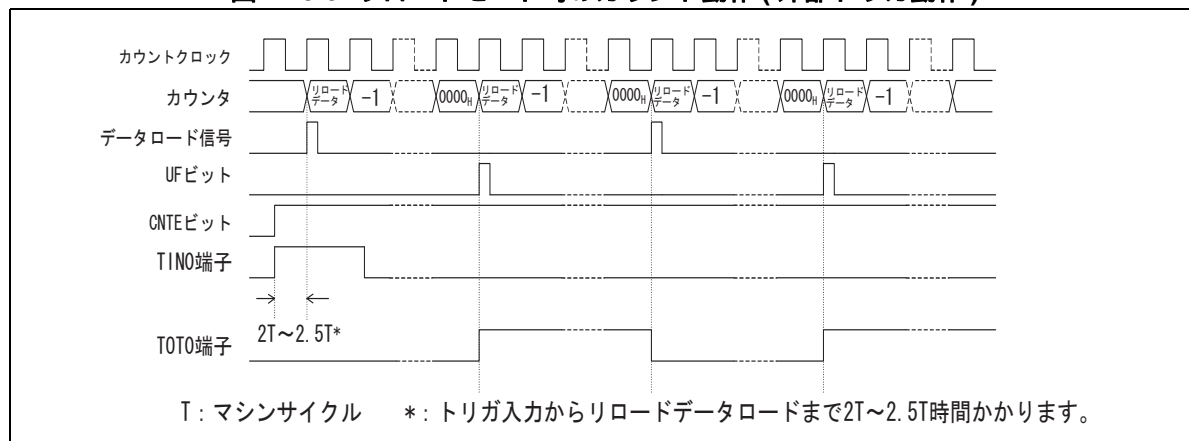 カウントクロック
カウンタ リロードデータ -1 0000H リロードデータ -1 0000H リロードデータ -1 0000H リロードデータ -1
データロード信号
UFビット
CNTEビット
TIN0端子
2T~2.5T*
TOT0端子
T:マシンサイクル *:トリガ入力からリロードデータロードまで2T~2.5T時間かかります。